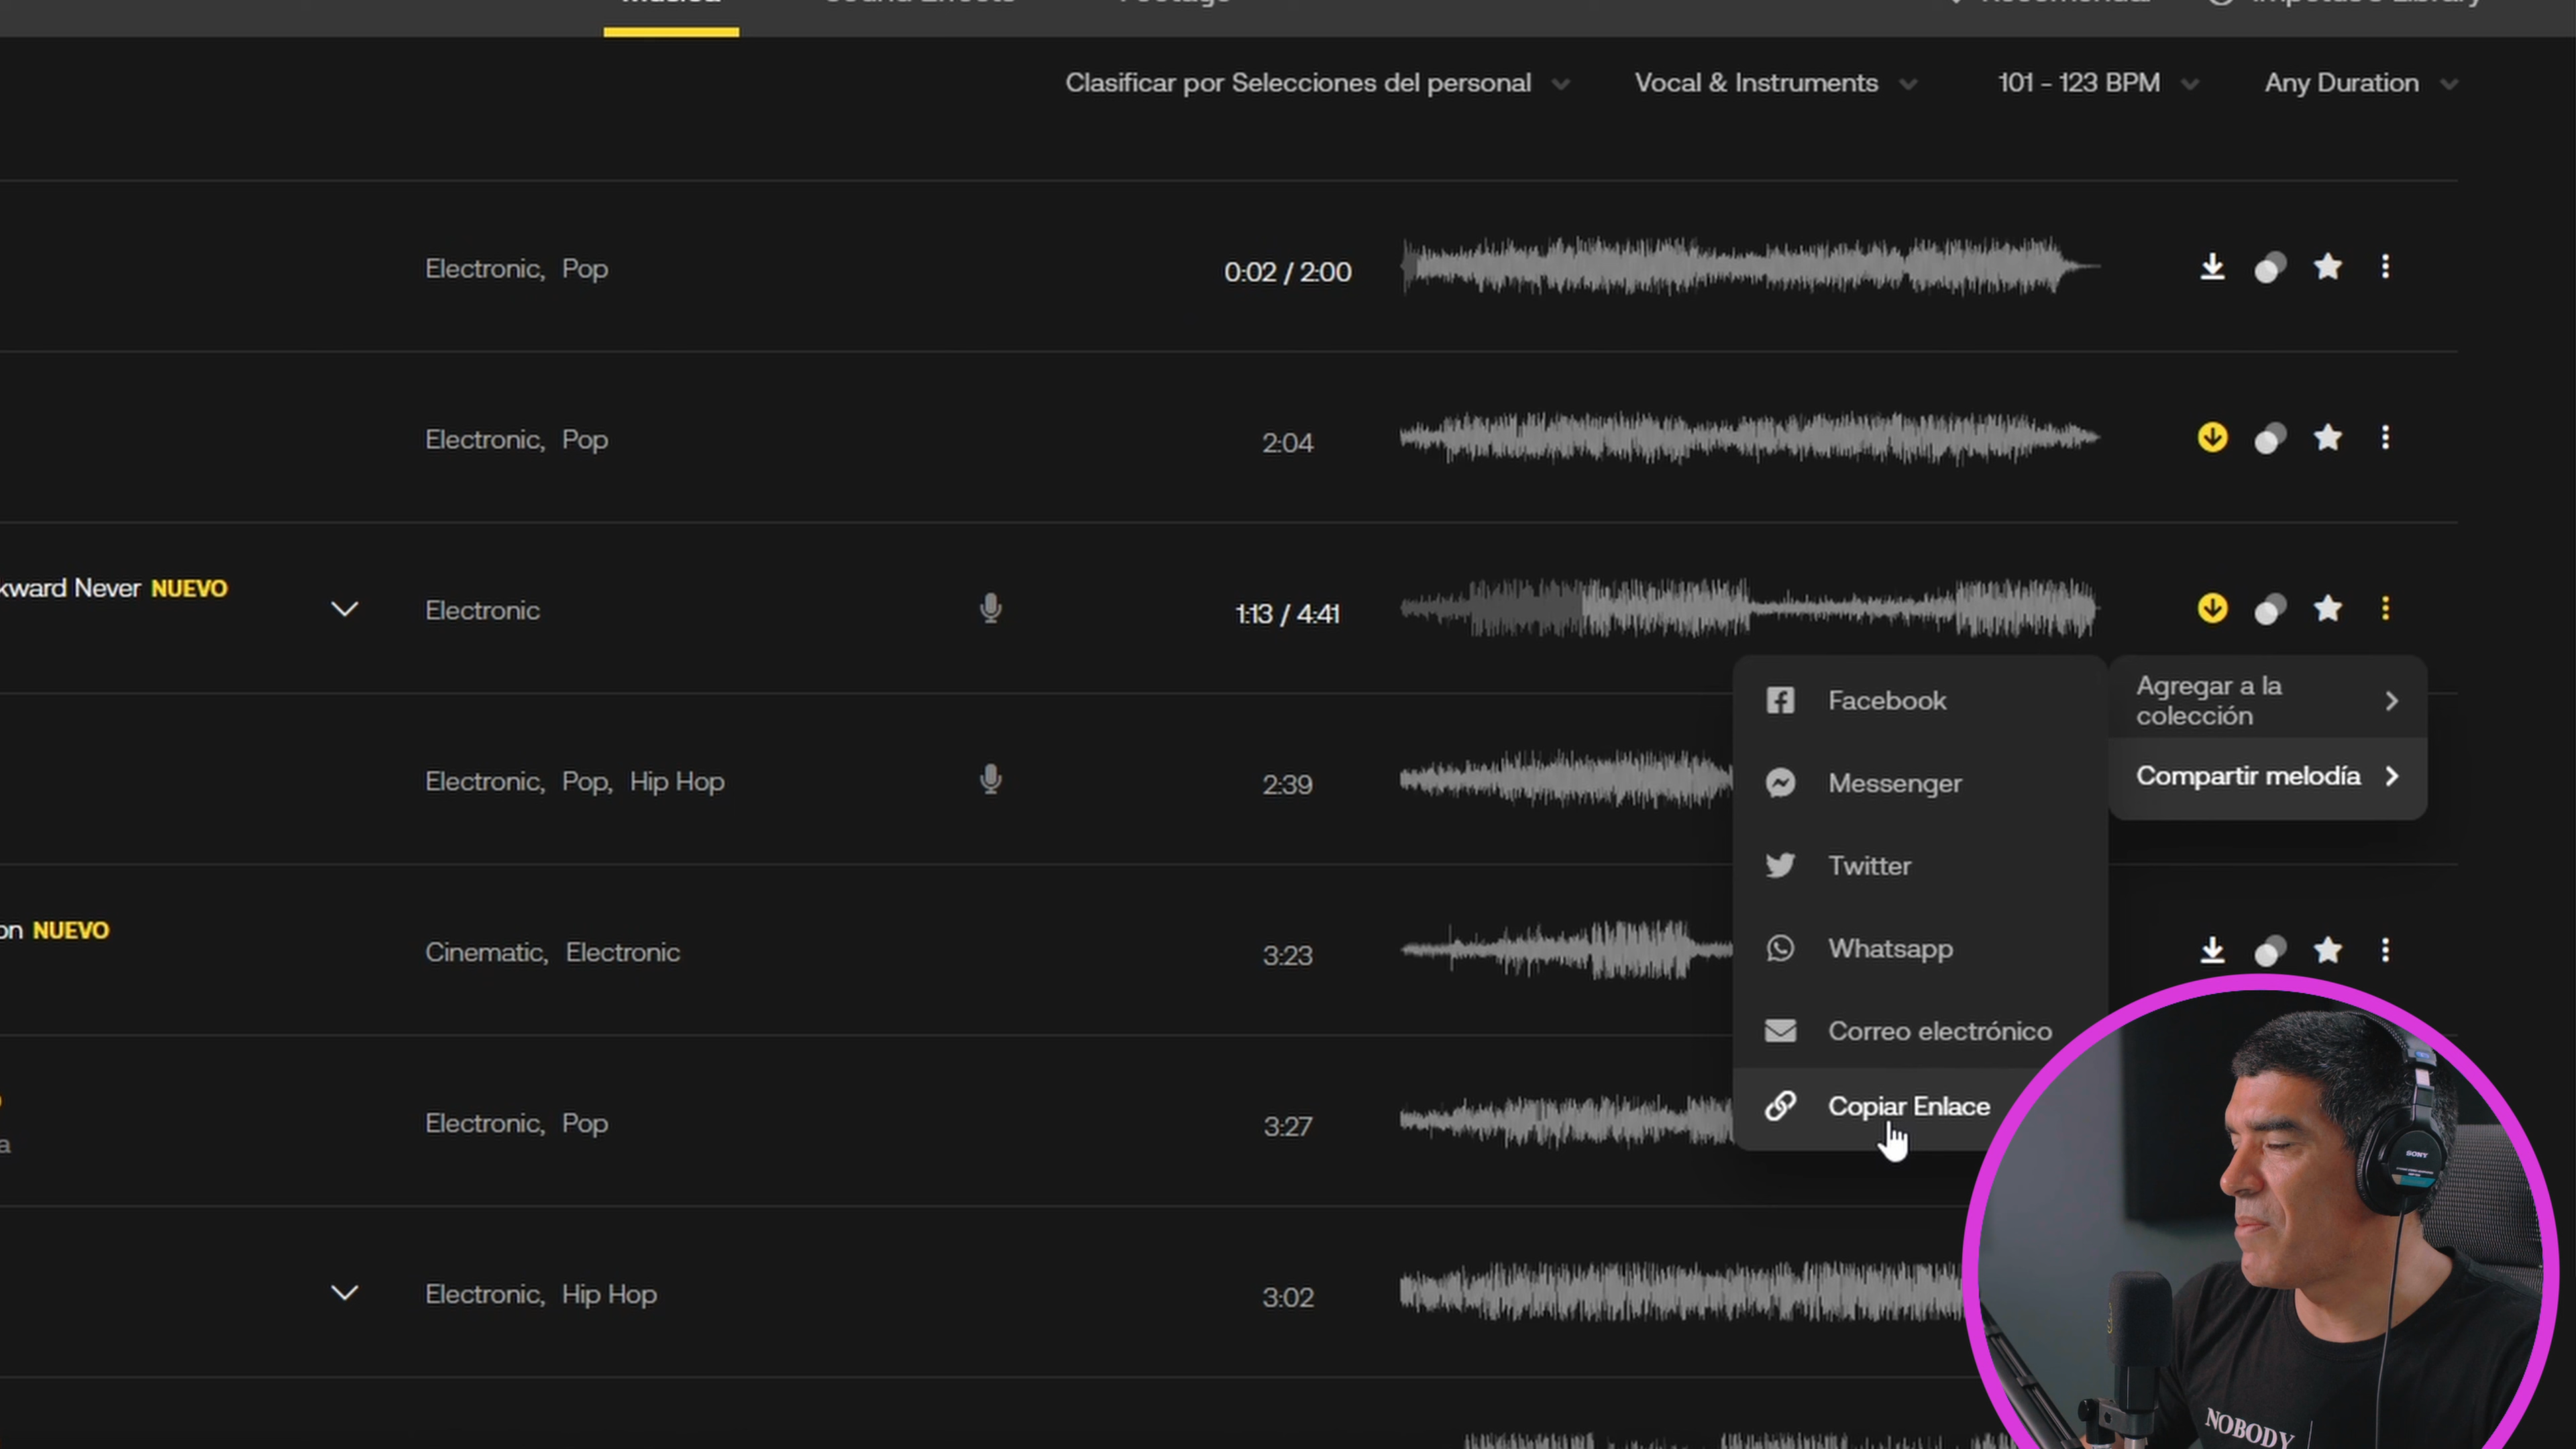 Clasificar por Selecciones del personal Vocal & Instruments 101 - 123 BPM Any Duration
Electronic, Pop 0:02 / 2:00
Electronic, Pop 2:04
kward Never NUEVO
Electronic 1:13 / 4:41
Facebook
Agregar a la
colección
Messenger
Compartir melodía
Electronic, Pop, Hip Hop 2:39
Twitter
on NUEVO
Whatsapp
Cinematic, Electronic 3:23
Correo electrónico
Copiar Enlace
Electronic, Pop 3:27
a
Electronic, Hip Hop 3:02
SONY
NOBODY